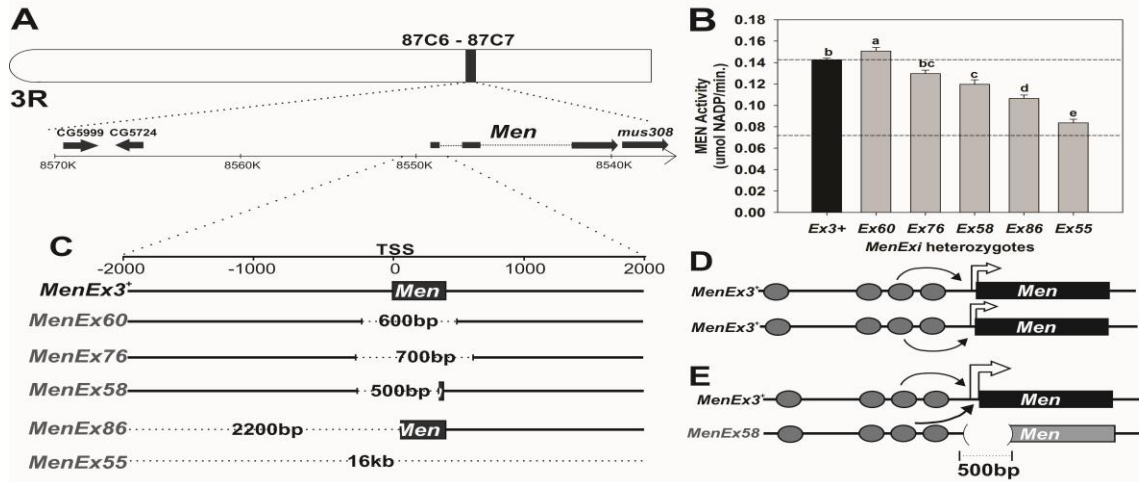 A
87C6 - 87C7
3R
CG5999 CG5724 Men mus308
8570K 8560K 8550K 8540K
B
MEN Activity
(umol NADP/min.)
0.18
0.16
0.14
0.12
0.10
0.08
0.06
0.04
0.02
0.00
b a bc c d e
Ex3+ Ex60 Ex76 Ex58 Ex86 Ex55
MenExi heterozygotes
C
TSS
-2000 -1000 0 1000 2000
MenEx3+ Men
MenEx60 600bp
MenEx76 700bp
MenEx58 500bp
MenEx86 2200bp Men
MenEx55 16kb
D
MenEx3+ Men
MenEx3+ Men
E
MenEx3+ Men
MenEx58 Men
500bp